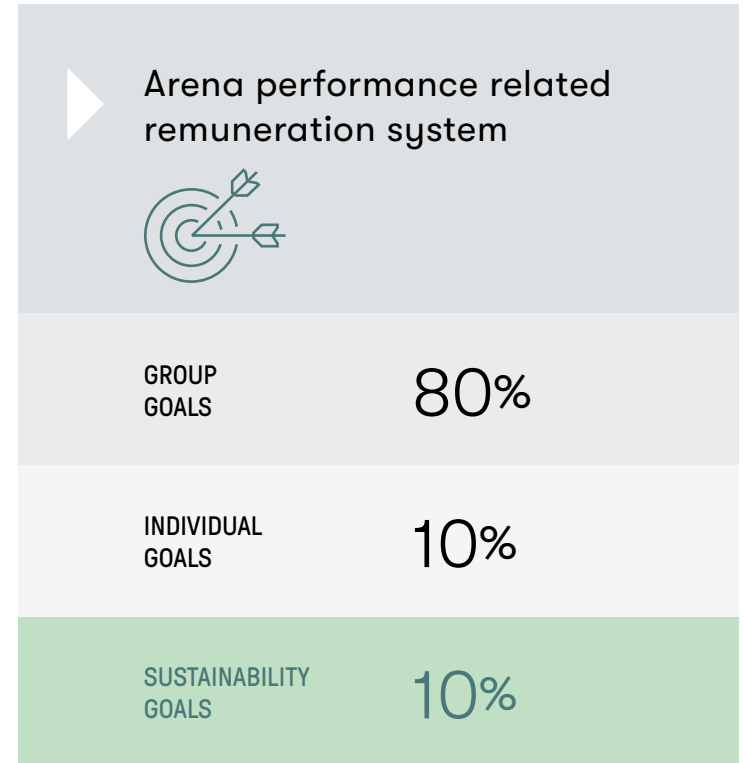 Arena performance related
remuneration system
GROUP
GOALS
80%
INDIVIDUAL
GOALS
10%
SUSTAINABILITY
GOALS
10%